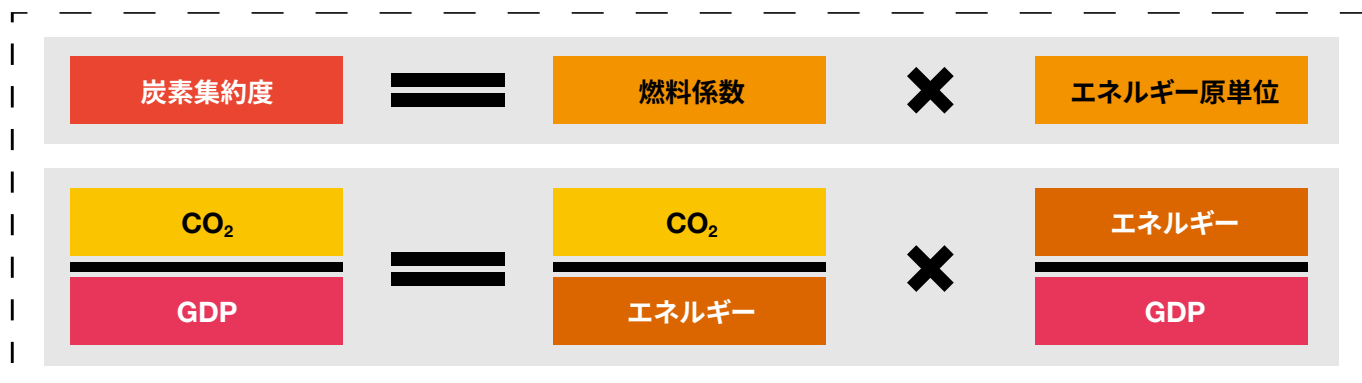 炭素集約度 = 燃料係数 × エネルギー原単位
CO₂ = CO₂ × エネルギー
GDP エネルギー GDP